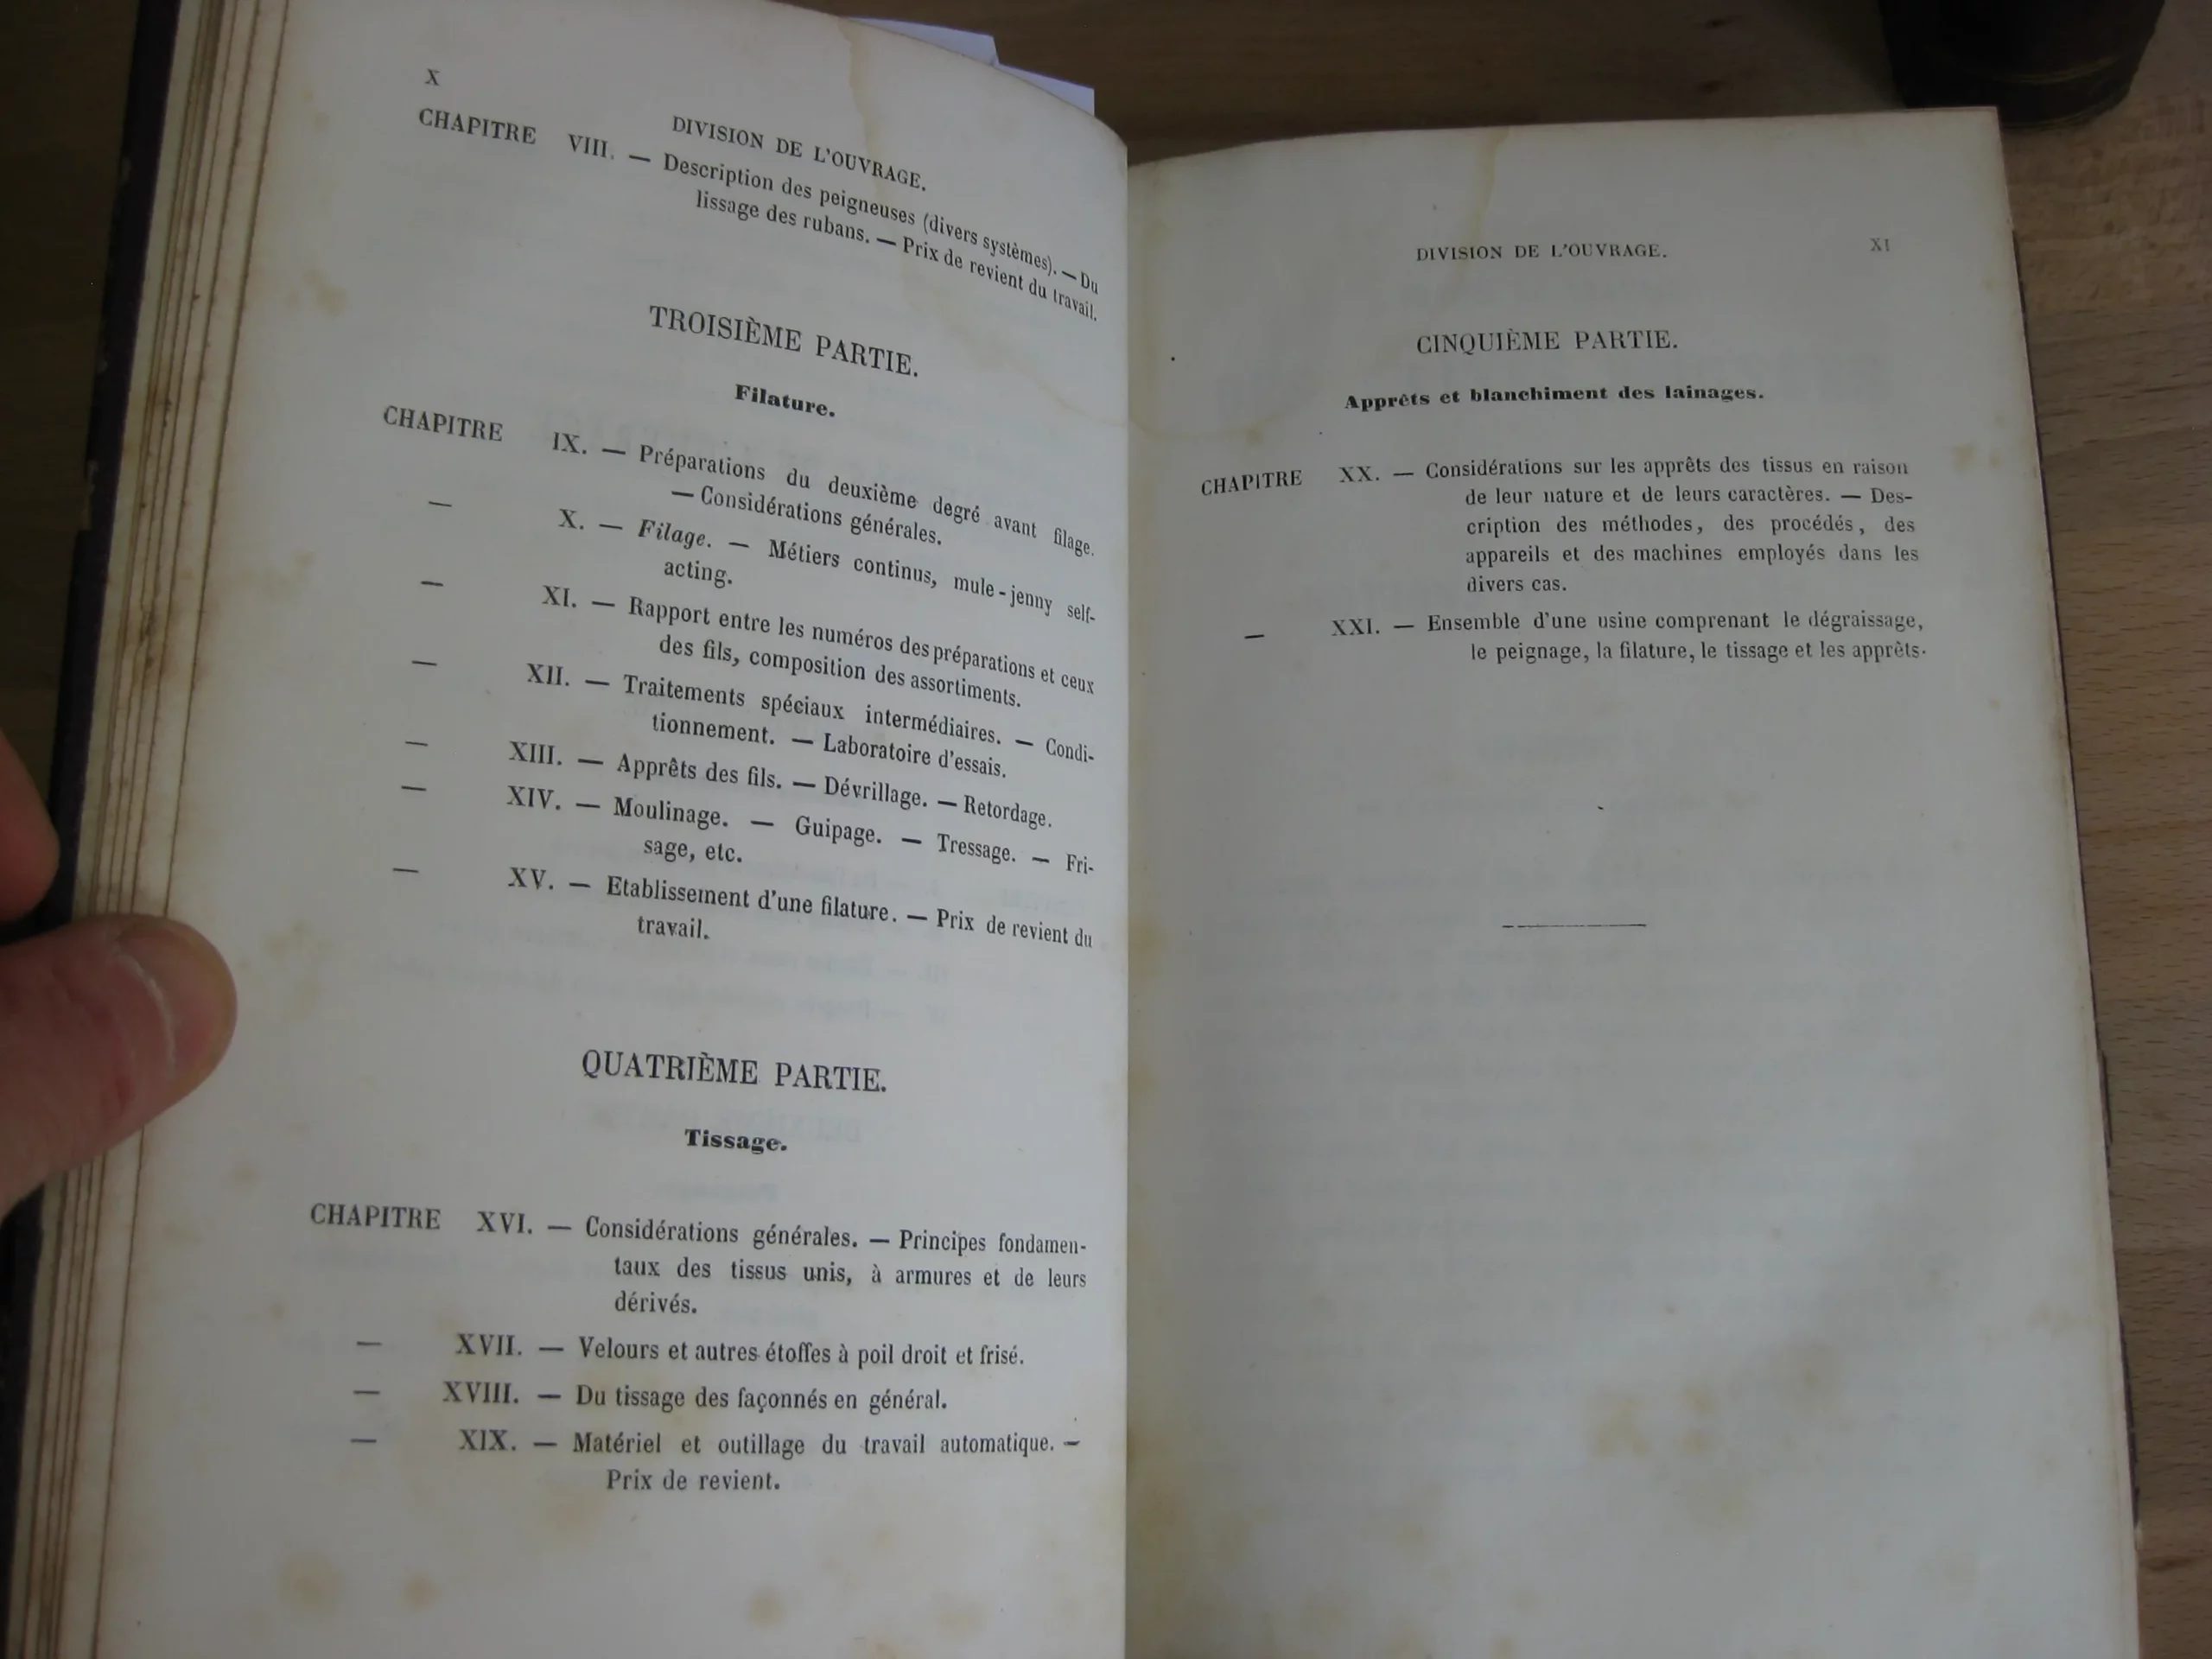 X
DIVISION DE L'OUVRAGE.
CHAPITRE VIII. — Description des peigneuses (divers systèmes). — Du
lissage des rubans. — Prix de revient du travail.
TROISIÈME PARTIE.
Filature.
CHAPITRE IX. — Préparations du deuxième degré avant filage.
— Considérations générales.
— X. — Filage. — Métiers continus, mule-jenny self-
acting.
— XI. — Rapport entre les numéros des préparations et ceux
des fils, composition des assortiments.
— XII. — Traitements spéciaux intermédiaires. — Condi-
tionnement. — Laboratoire d'essais.
— XIII. — Apprêts des fils. — Dévrillage. — Retordage.
— XIV. — Moulinage. — Guipage. — Tressage. — Fri-
sage, etc.
— XV. — Etablissement d'une filature. — Prix de revient du
travail.
QUATRIÈME PARTIE.
Tissage.
CHAPITRE XVI. — Considérations générales. — Principes fondamen-
taux des tissus unis, à armures et de leurs
dérivés.
— XVII. — Velours et autres étoffes à poil droit et frisé.
— XVIII. — Du tissage des façonnés en général.
— XIX. — Matériel et outillage du travail automatique. —
Prix de revient.
DIVISION DE L'OUVRAGE. XI
CINQUIÈME PARTIE.
Apprêts et blanchiment des lainages.
CHAPITRE XX. — Considérations sur les apprêts des tissus en raison
de leur nature et de leurs caractères. — Des-
cription des méthodes, des procédés, des
appareils et des machines employés dans les
divers cas.
— XXI. — Ensemble d'une usine comprenant le dégraissage,
le peignage, la filature, le tissage et les apprêts.